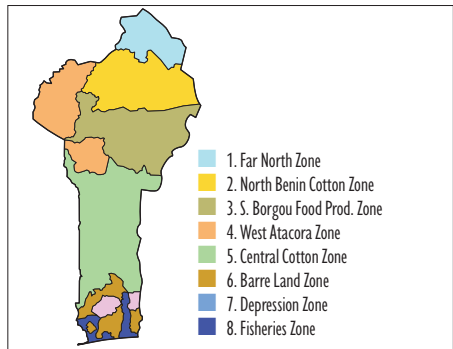 1. Far North Zone
2. North Benin Cotton Zone
3. S. Borgou Food Prod. Zone
4. West Atacora Zone
5. Central Cotton Zone
6. Barre Land Zone
7. Depression Zone
8. Fisheries Zone